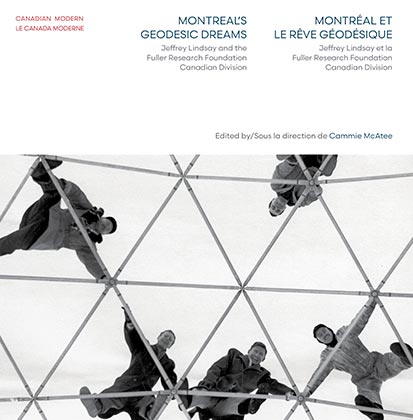 CANADIAN MODERN
LE CANADA MODERNE
MONTREAL'S
GEODESIC DREAMS
Jeffrey Lindsay and the
Fuller Research Foundation
Canadian Division
MONTRÉAL ET
LE RÊVE GÉODÉSIQUE
Jeffrey Lindsay et la
Fuller Research Foundation
Canadian Division
Edited by/Sous la direction de Cammie McAtee